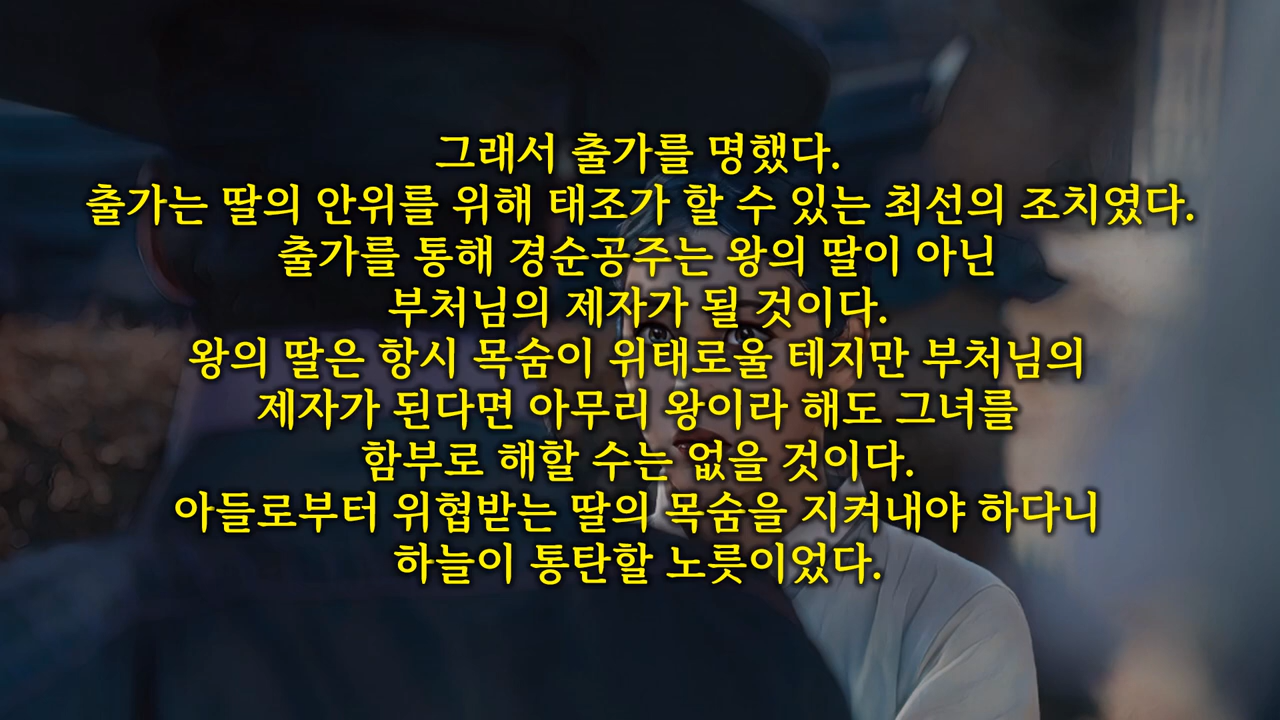 그래서 출가를 명했다.
출가는 딸의 안위를 위해 태조가 할 수 있는 최선의 조치였다.
출가를 통해 경순공주는 왕의 딸이 아닌
부처님의 제자가 될 것이다.
왕의 딸은 항시 목숨이 위태로울 테지만 부처님의
제자가 된다면 아무리 왕이라 해도 그녀를
함부로 해할 수는 없을 것이다.
아들로부터 위협받는 딸의 목숨을 지켜내야 하다니
하늘이 통탄할 노릇이었다.